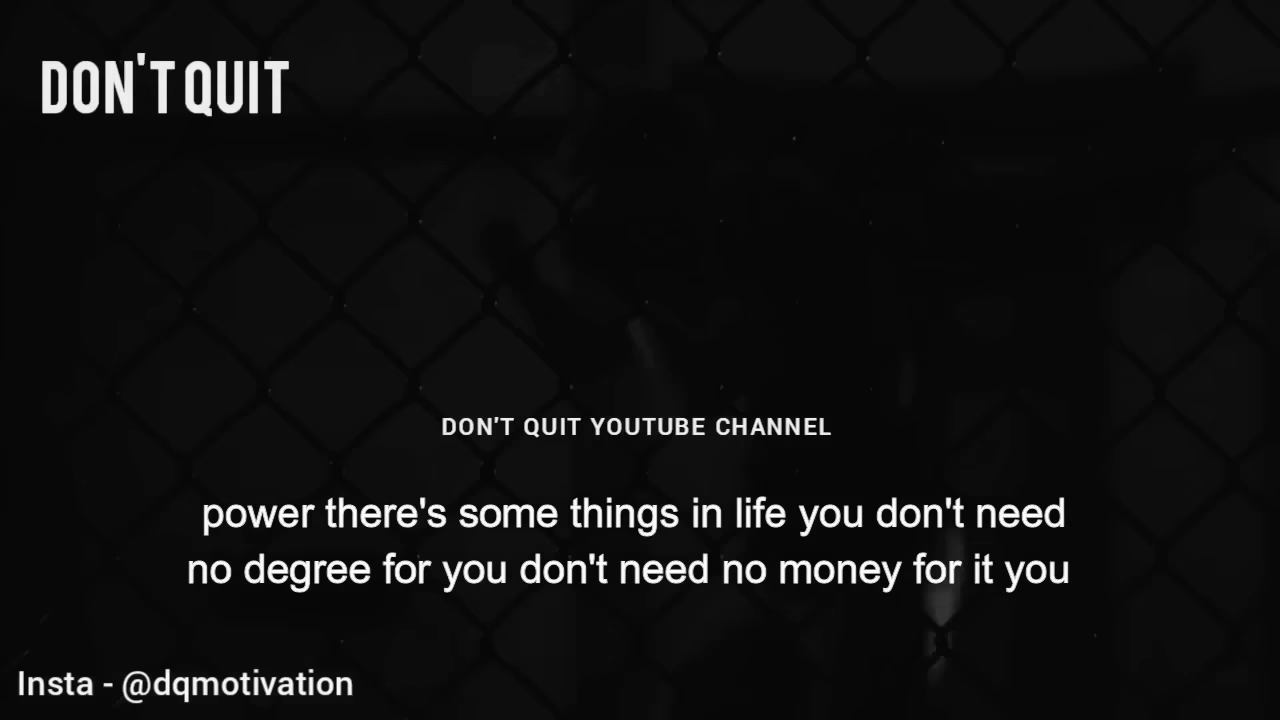 DON'T QUIT
DON'T QUIT YOUTUBE CHANNEL
power there's some things in life you don't need
no degree for you don't need no money for it you
Insta - @dqmotivation